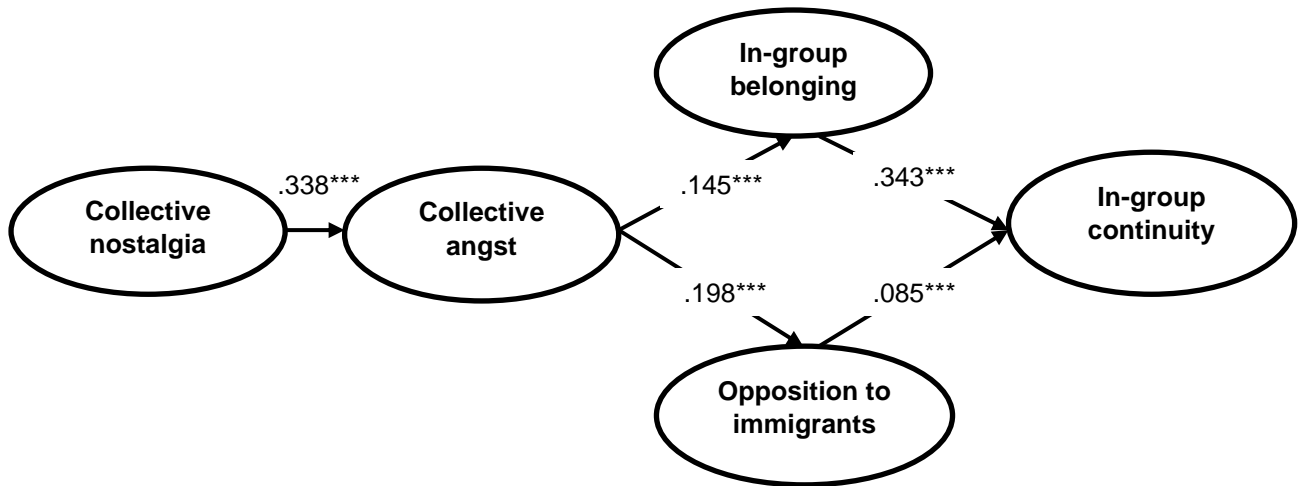 In-group
belonging
.338***
.145***
.343***
Collective
nostalgia
Collective
angst
In-group
continuity
.198***
.085***
Opposition to
immigrants